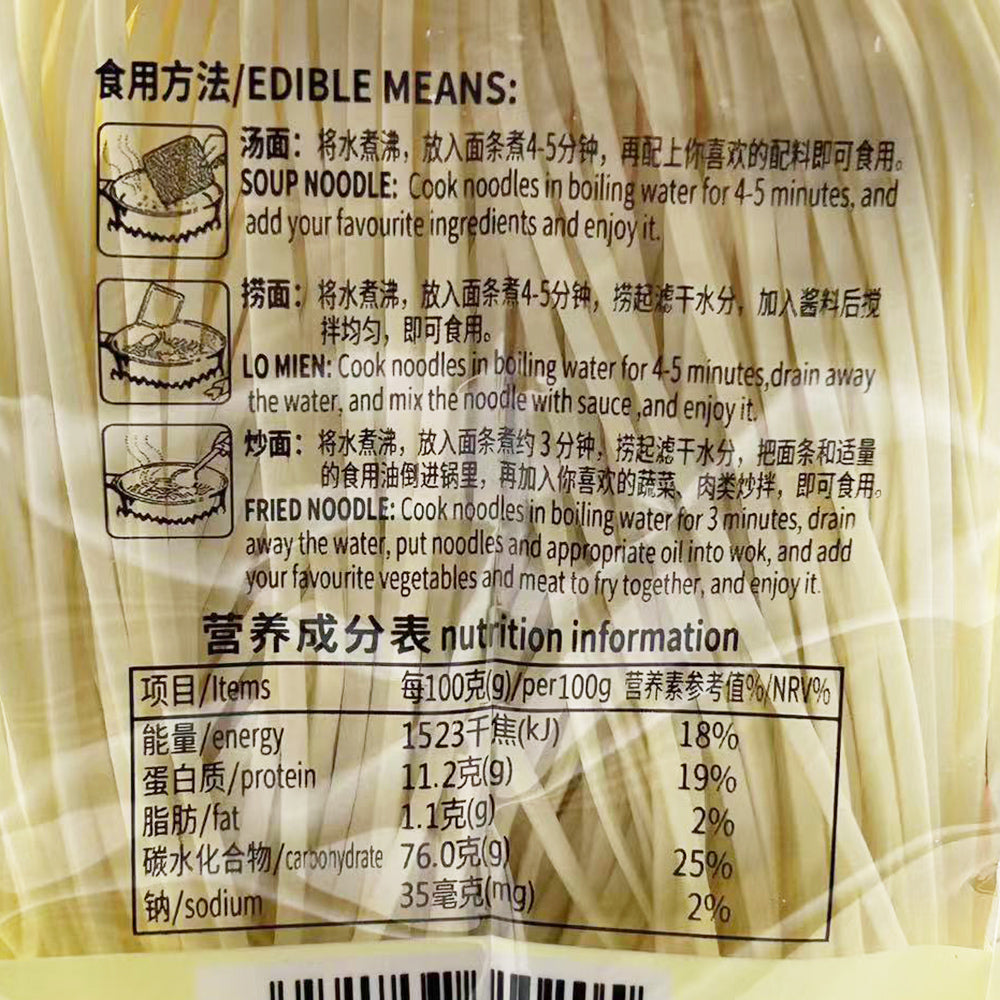 食用方法/EDIBLE MEANS:
汤面：将水煮沸，放入面条煮4-5分钟，再配上你喜欢的配料即可食用。
SOUP NOODLE: Cook noodles in boiling water for 4-5 minutes, and
add your favourite ingredients and enjoy it.
捞面：将水煮沸，放入面条煮4-5分钟，捞起滤干水分，加入酱料后搅
拌均匀，即可食用。
LO MIEN: Cook noodles in boiling water for 4-5 minutes,drain away
the water, and mix the noodle with sauce ,and enjoy it.
炒面：将水煮沸，放入面条煮约3分钟，捞起滤干水分，把面条和适量
的食用油倒进锅里，再加入你喜欢的蔬菜、肉类炒拌，即可食用。
FRIED NOODLE: Cook noodles in boiling water for 3 minutes, drain
away the water, put noodles and appropriate oil into wok, and add
your favourite vegetables and meat to fry together, and enjoy it.
营养成分表 nutrition information
项目/Items 每100克(g)/per100g 营养素参考值%/NRV%
能量/energy 1523千焦(kJ) 18%
蛋白质/protein 11.2克(g) 19%
脂肪/fat 1.1克(g) 2%
碳水化合物/carbohydrate 76.0克(g) 25%
钠/sodium 35毫克(mg) 2%